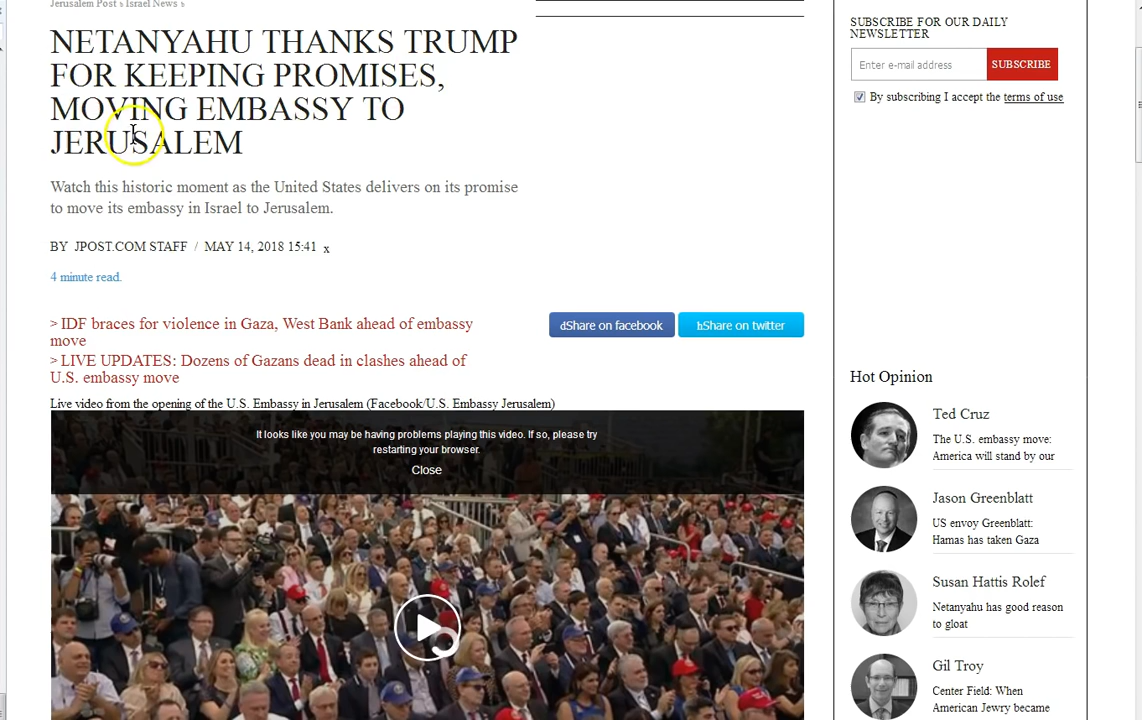 Jerusalem Post › Israel News ›
NETANYAHU THANKS TRUMP
FOR KEEPING PROMISES,
MOVING EMBASSY TO
JERUSALEM
Watch this historic moment as the United States delivers on its promise
to move its embassy in Israel to Jerusalem.
BY JPOST.COM STAFF / MAY 14, 2018 15:41 x
4 minute read.
> IDF braces for violence in Gaza, West Bank ahead of embassy
move
> LIVE UPDATES: Dozens of Gazans dead in clashes ahead of
U.S. embassy move
dShare on facebook
hShare on twitter
Live video from the opening of the U.S. Embassy in Jerusalem (Facebook/U.S. Embassy Jerusalem)
It looks like you may be having problems playing this video. If so, please try
restarting your browser.
Close
SUBSCRIBE FOR OUR DAILY
NEWSLETTER
Enter e-mail address
SUBSCRIBE
By subscribing I accept the terms of use
Hot Opinion
Ted Cruz
The U.S. embassy move:
America will stand by our
Jason Greenblatt
US envoy Greenblatt:
Hamas has taken Gaza
Susan Hattis Rolef
Netanyahu has good reason
to gloat
Gil Troy
Center Field: When
American Jewry became